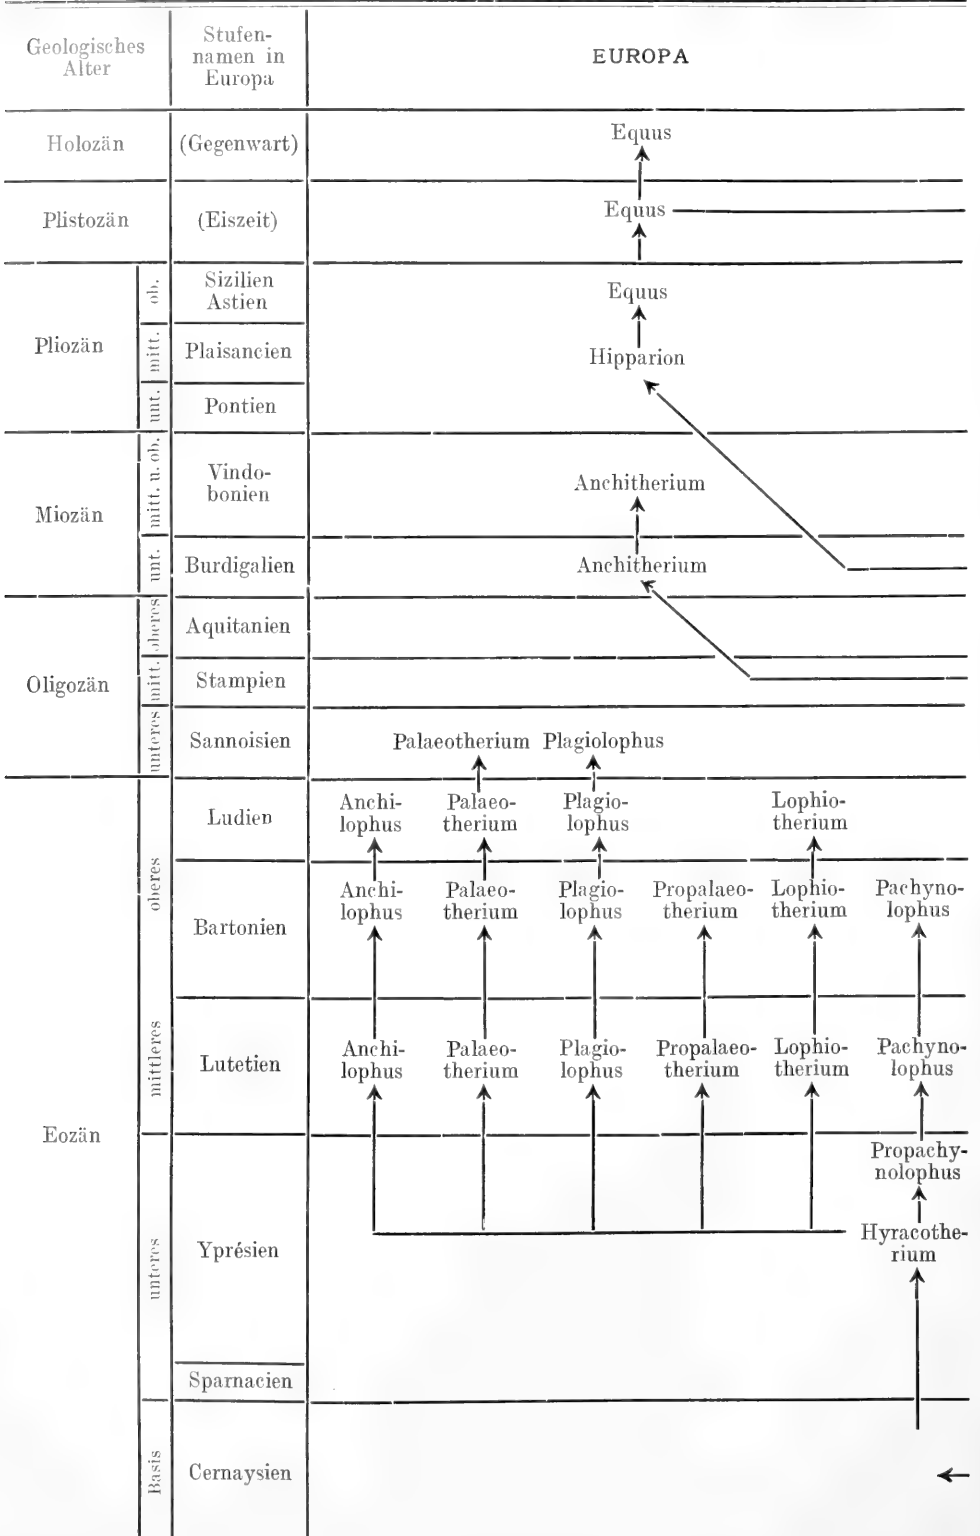 Geologisches
Alter
Stufen-
namen in
Europa
EUROPA
Holozän
(Gegenwart)
Equus
Plistozän
(Eiszeit)
Equus
Pliozän
ob.
Sizilien
Astien
Equus
mitt.
Plaisancien
Hipparion
unt.
Pontien
Miozän
mitt. u. ob.
Vindo-
bonien
Anchitherium
unt.
Burdigalien
Anchitherium
Oligozän
oberes
Aquitanien
mitt.
Stampien
unteres
Sannoisien
Palaeotherium Plagiolophus
Eozän
oberes
Ludien
Anchi-
lophus
Palaeo-
therium
Plagio-
lophus
Lophio-
therium
Bartonien
Anchi-
lophus
Palaeo-
therium
Plagio-
lophus
Propalaeo-
therium
Lophio-
therium
Pachyno-
lophus
mittleres
Lutetien
Anchi-
lophus
Palaeo-
therium
Plagio-
lophus
Propalaeo-
therium
Lophio-
therium
Pachyno-
lophus
unteres
Yprésien
Propachy-
nolophus
Hyracothe-
rium
Sparnacien
Basis
Cernaysien